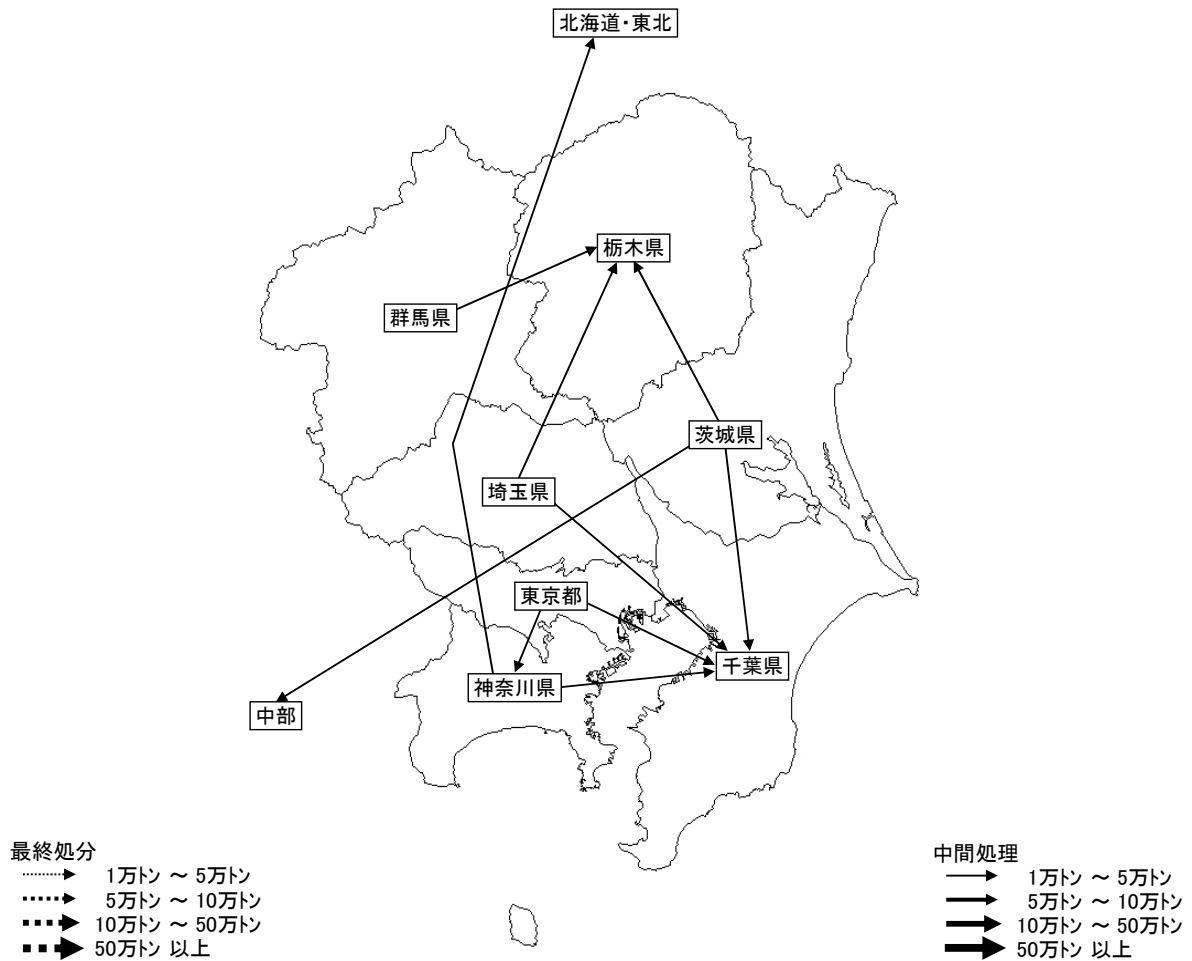 北海道・東北
栃木県
群馬県
茨城県
埼玉県
東京都
千葉県
神奈川県
中部
最終処分
1万トン ～ 5万トン
5万トン ～ 10万トン
10万トン ～ 50万トン
50万トン 以上
中間処理
1万トン ～ 5万トン
5万トン ～ 10万トン
10万トン ～ 50万トン
50万トン 以上